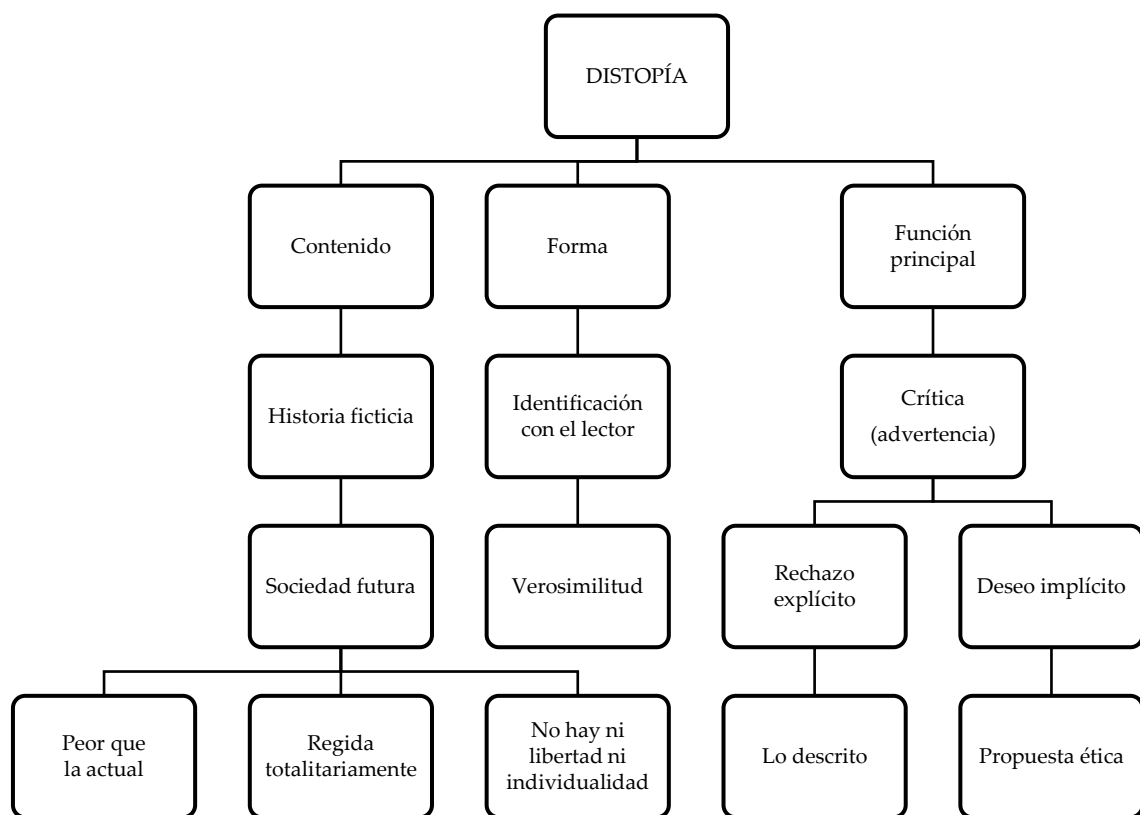 DISTOPÍA
Contenido
Forma
Función
principal
Historia ficticia
Identificación
con el lector
Crítica
(advertencia)
Sociedad futura
Verosimilitud
Rechazo
explícito
Deseo implícito
Peor que
la actual
Regida
totalitariamente
No hay ni
libertad ni
individualidad
Lo descrito
Propuesta ética